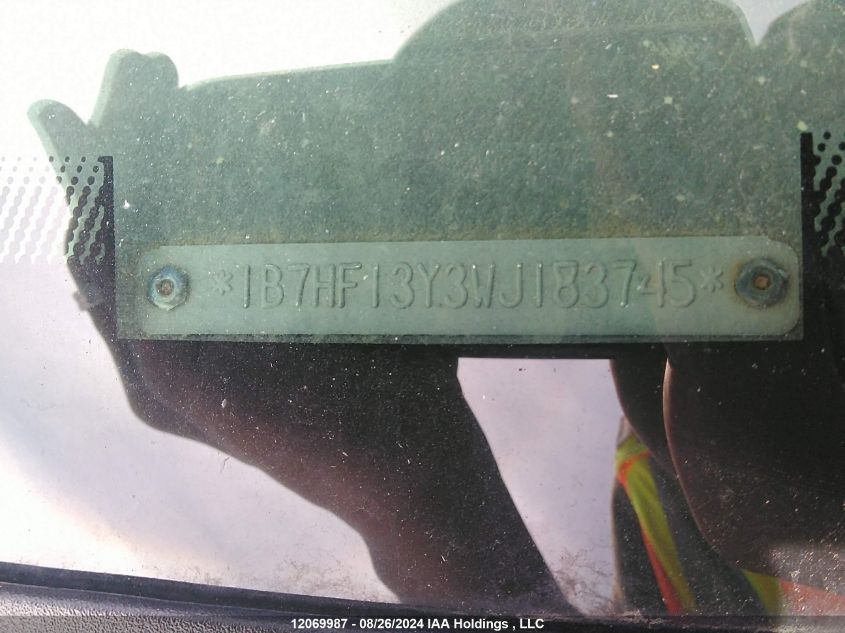 *1B7HF13Y3WJ183745*
12069987 - 08/26/2024 IAA Holdings , LLC